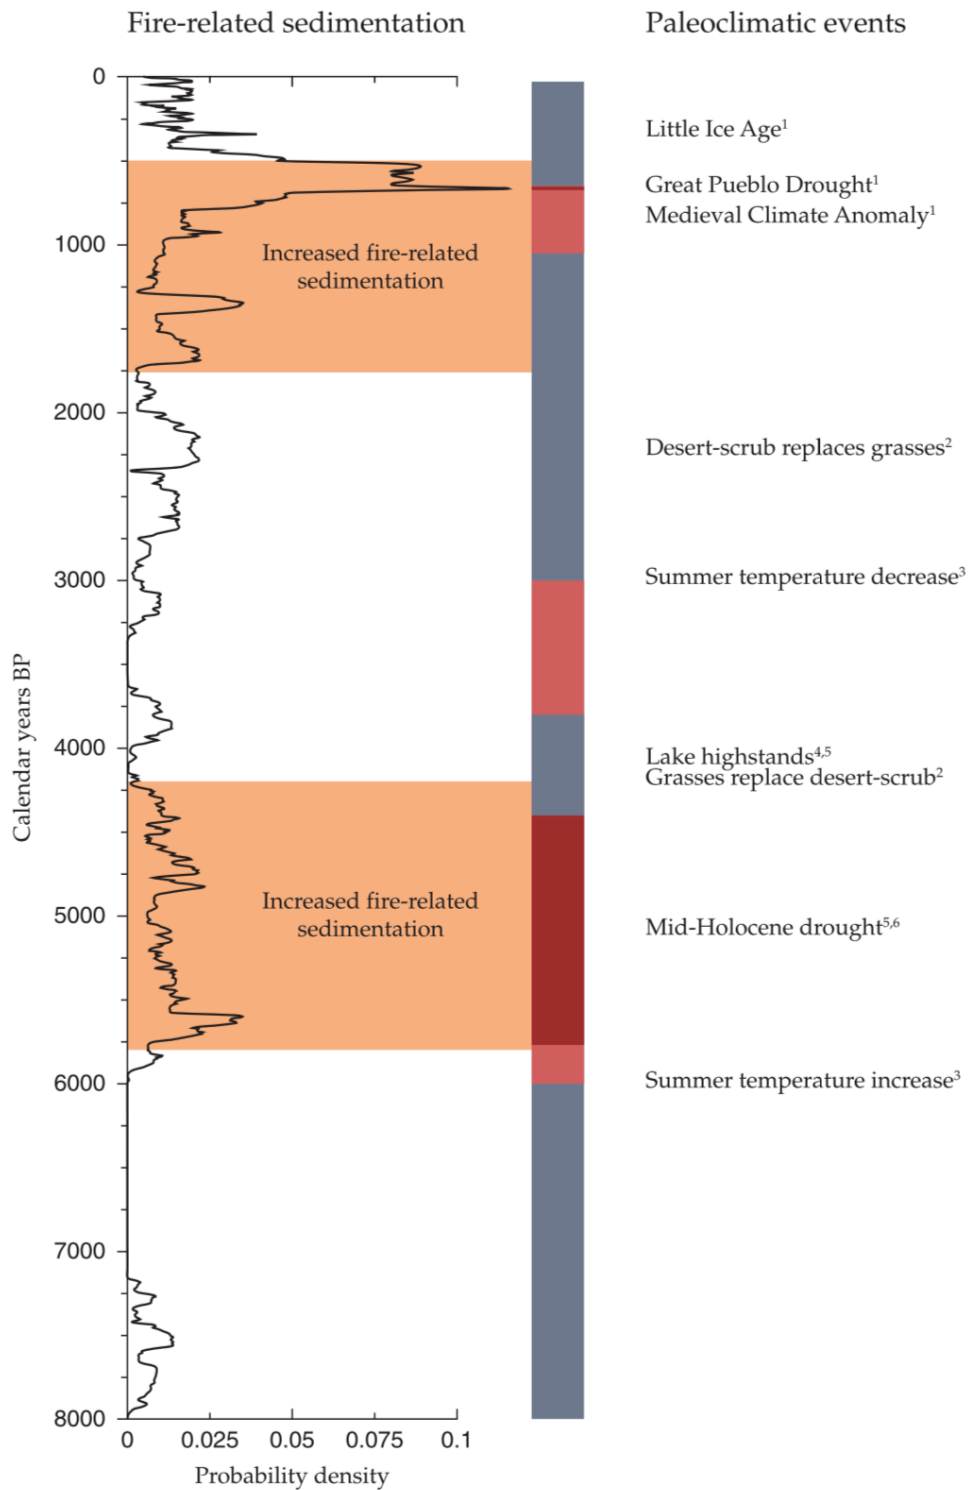 Fire-related sedimentation
Paleoclimatic events
0
Little Ice Age¹
Great Pueblo Drought¹
Medieval Climate Anomaly¹
1000
Increased fire-related
sedimentation
2000
Desert-scrub replaces grasses²
3000
Summer temperature decrease³
Calendar years BP
4000
Lake highstands⁴,⁵
Grasses replace desert-scrub²
Increased fire-related
sedimentation
5000
Mid-Holocene drought⁵,⁶
6000
Summer temperature increase³
7000
8000
0 0.025 0.05 0.075 0.1
Probability density